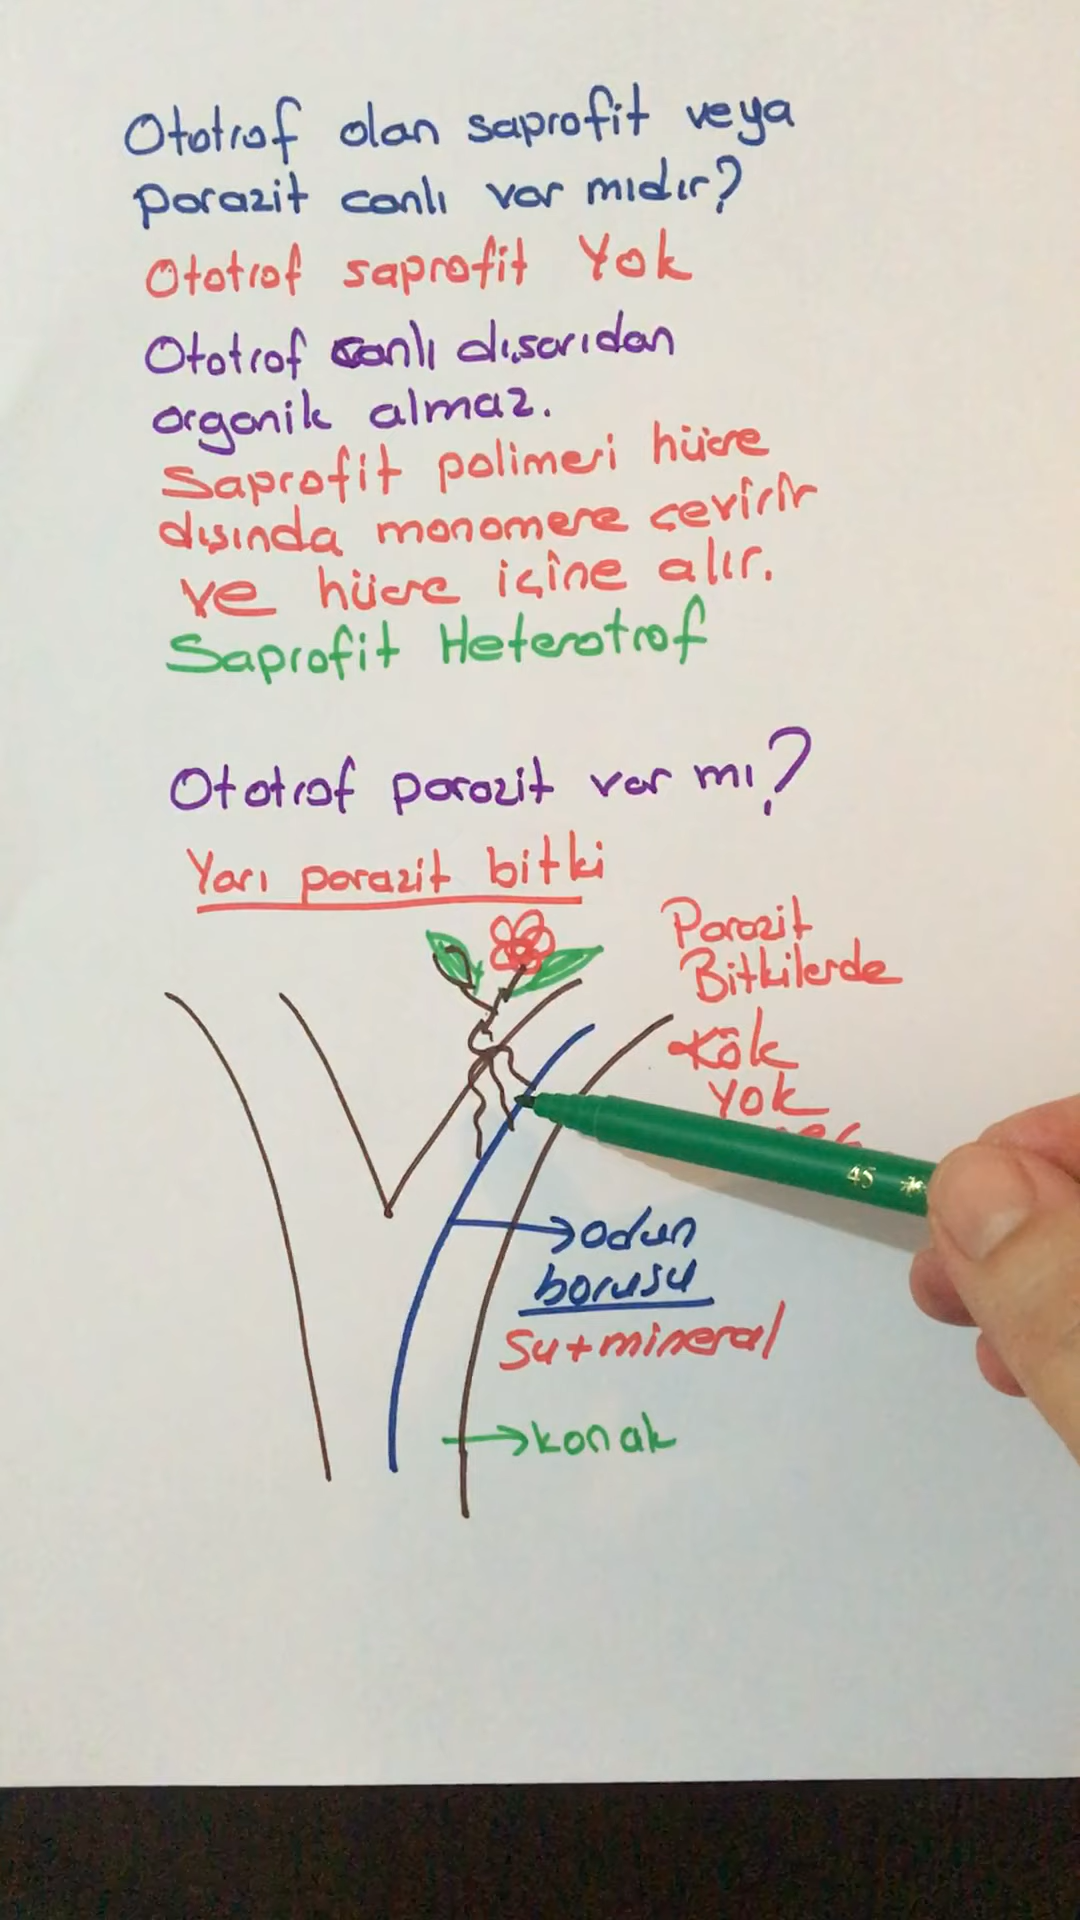 Ototrof olan saprofit veya
parazit canlı var mıdır?
Ototrof saprofit Yok
Ototrof canlı dışarıdan
organik almaz.
Saprofit polimeri hücre
dışında monomere çevirir
ve hücre içine alır.
Saprofit Heterotrof
Ototrof parazit var mı?
Yarı parazit bitki
Parazit
Bitkilerde
Kök
Yok
odun
borusu
Su+mineral
konak
45